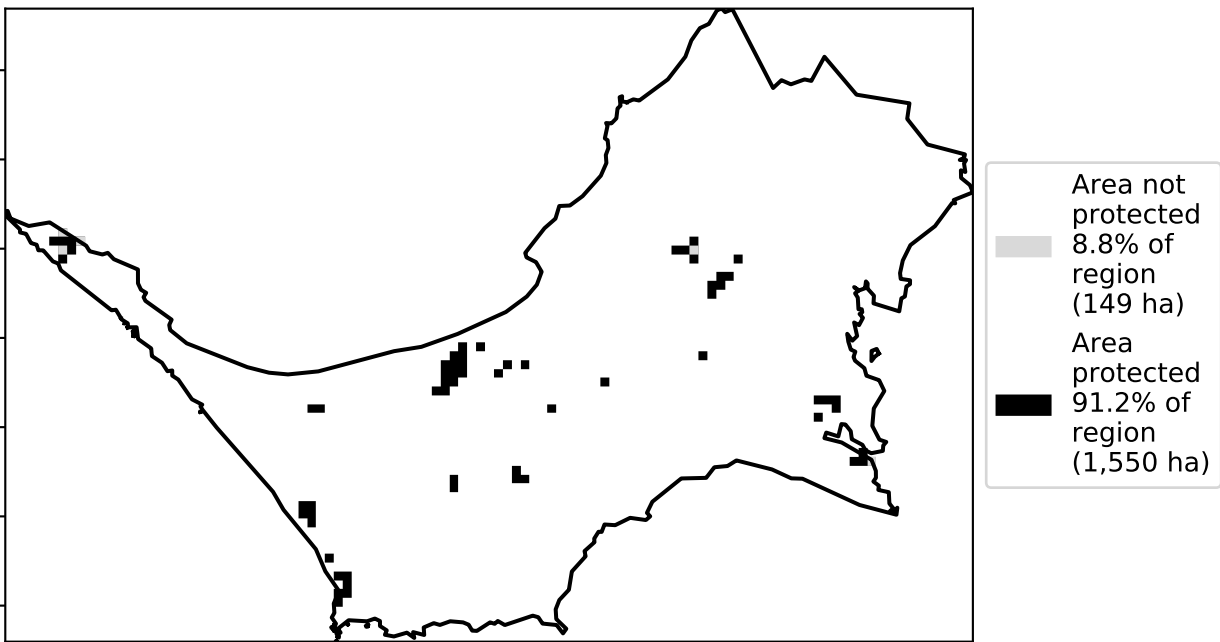 Area not
protected
8.8% of
region
(149 ha)
Area
protected
91.2% of
region
(1,550 ha)